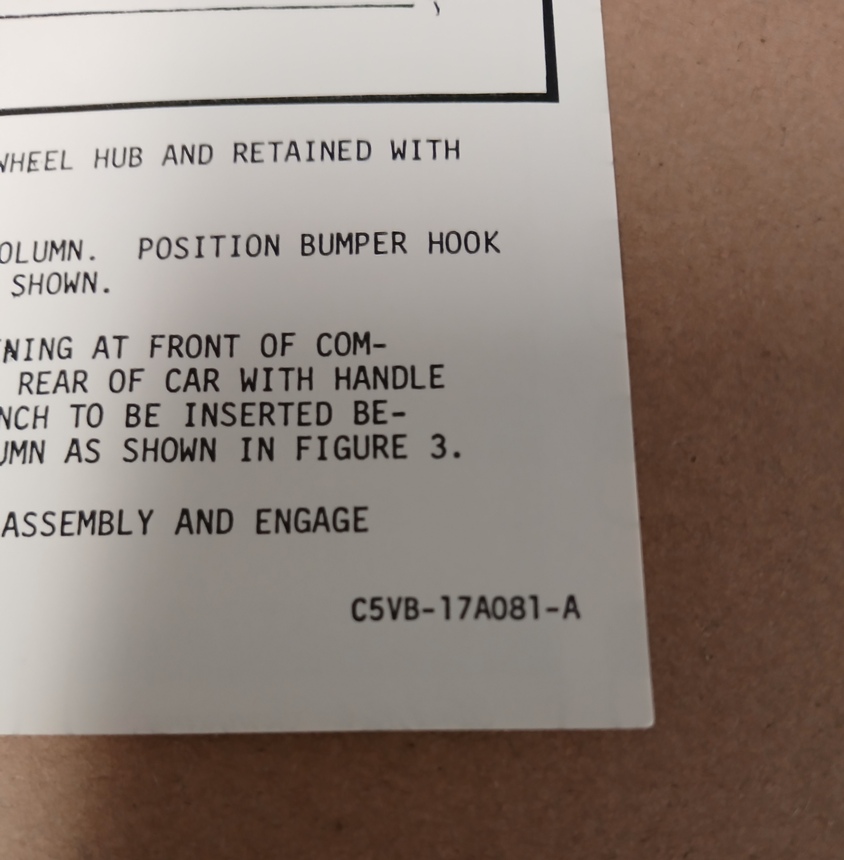 WHEEL HUB AND RETAINED WITH
OLUMN. POSITION BUMPER HOOK
SHOWN.
NING AT FRONT OF COM-
REAR OF CAR WITH HANDLE
NCH TO BE INSERTED BE-
UMN AS SHOWN IN FIGURE 3.
ASSEMBLY AND ENGAGE
C5VB-17A081-A